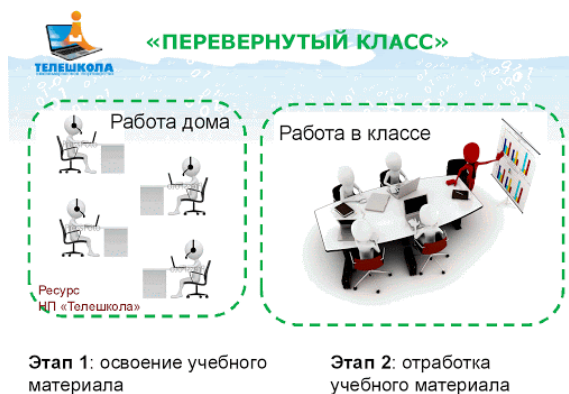 ТЕЛЕШКОЛА
«ПЕРЕВЕРНУТЫЙ КЛАСС»
Работа дома
Ресурс
НП «Телешкола»
Работа в классе
Этап 1: освоение учебного
материала
Этап 2: отработка
учебного материала